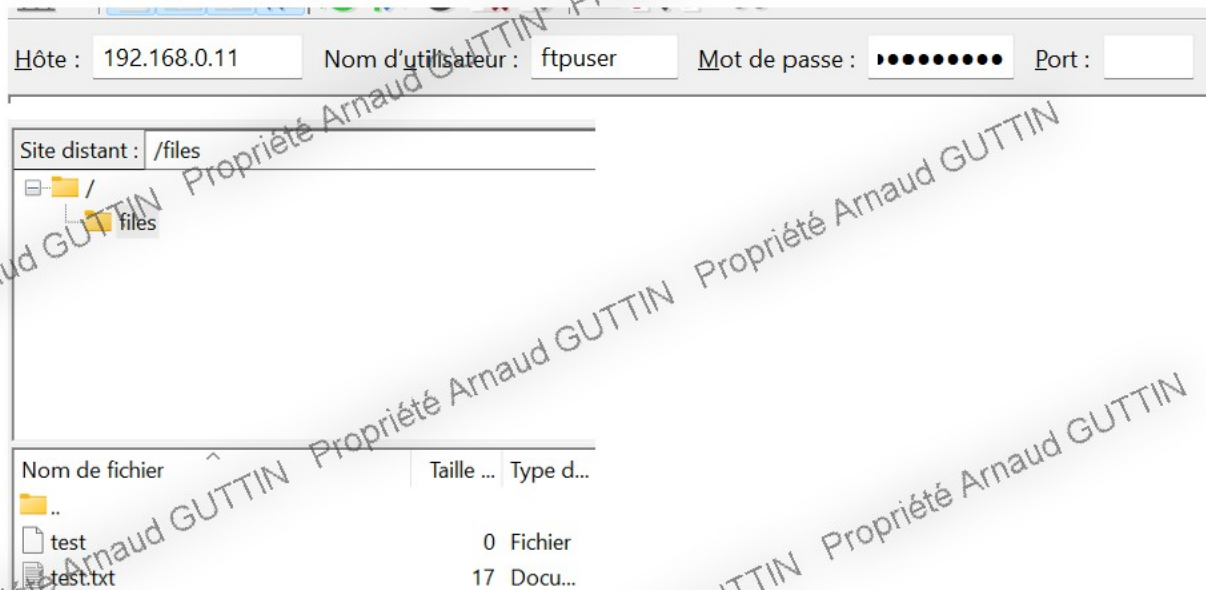 Hôte : 192.168.0.11 Nom d'utilisateur : ftpuser Mot de passe : ●●●●●●●●● Port :
Propriété Arnaud GUTTIN
Site distant : /files
/
files
Propriété Arnaud GUTTIN Propriété Arnaud GUTTIN
Nom de fichier Taille ... Type d...
..
test 0 Fichier
test.txt 17 Docu...
Arnaud GUTTIN
Propriété Arnaud GUTTIN